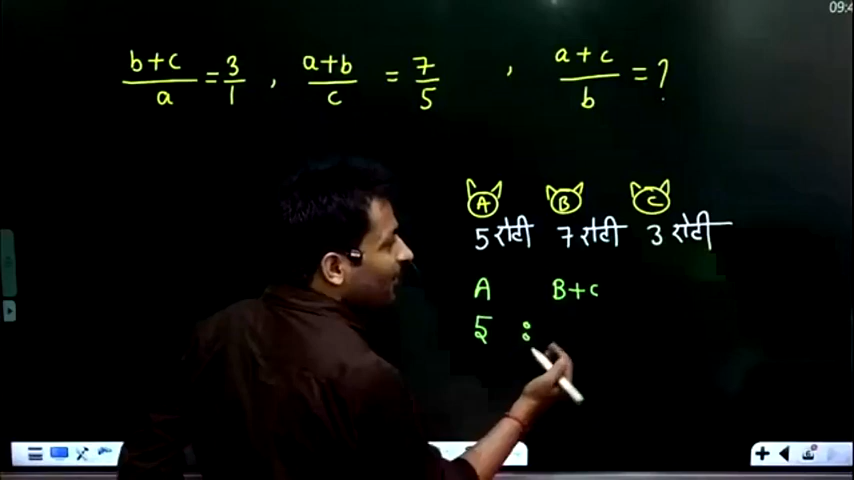 09:4
b+c/a = 3/1 , a+b/c = 7/5 , a+c/b = ?
A B C
5 रोटी 7 रोटी 3 रोटी
A B+c
5 :